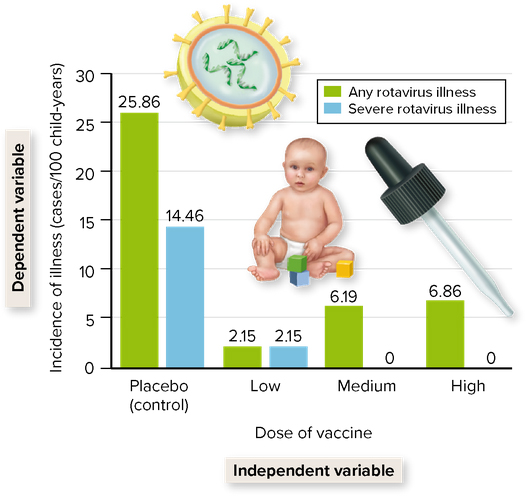 30
25
20
15
10
5
0
Dependent variable
Incidence of illness (cases/100 child-years)
Any rotavirus illness
Severe rotavirus illness
25.86
14.46
2.15
2.15
6.19
0
6.86
0
Placebo
(control)
Low
Medium
High
Dose of vaccine
Independent variable